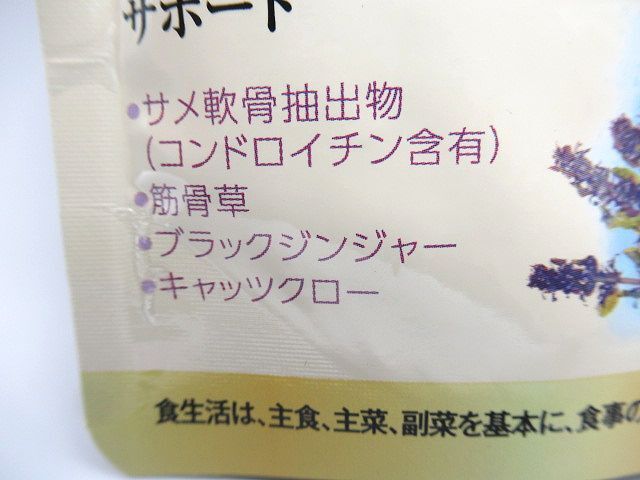 サポート
•サメ軟骨抽出物
(コンドロイチン含有)
•筋骨草
•ブラックジンジャー
•キャッツクロー
食生活は、主食、主菜、副菜を基本に、食事の